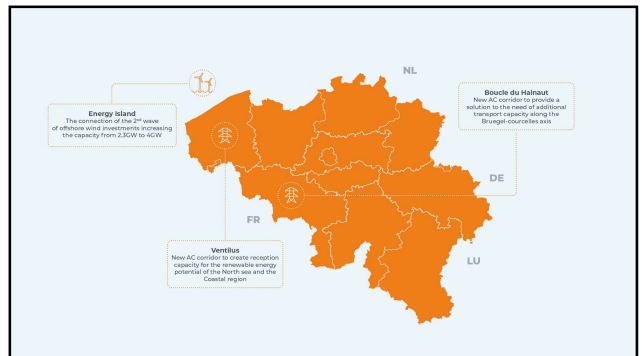 NL
Energy Island
The connection of the 2nd wave
of offshore wind investments increasing
the capacity from 2,3GW to 4GW
Boucle du Hainaut
New AC corridor to provide a
solution to the need of additional
transport capacity along the
Bruegel-courcelles axis
DE
FR
Ventilus
New AC corridor to create reception
capacity for the renewable energy
potential of the North sea and the
Coastal region
LU